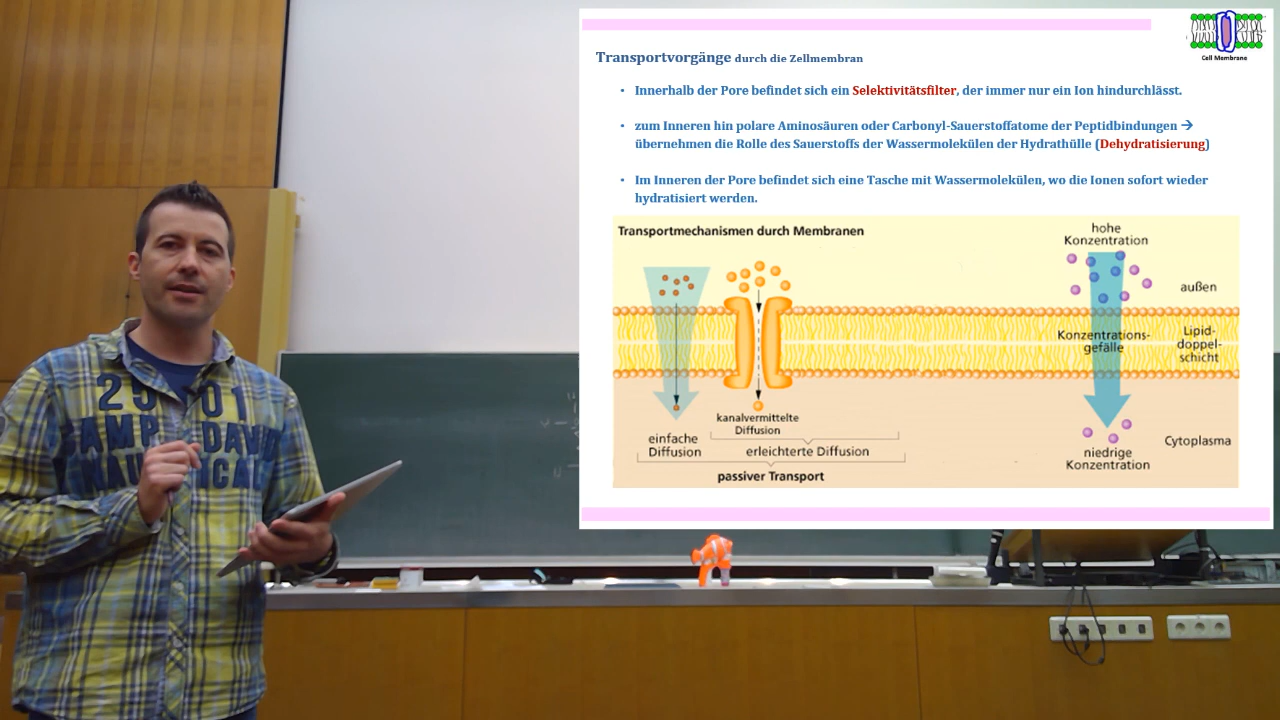 Cell Membrane
Transportvorgänge durch die Zellmembran
• Innerhalb der Pore befindet sich ein Selektivitätsfilter, der immer nur ein Ion hindurchlässt.
• zum Inneren hin polare Aminosäuren oder Carbonyl-Sauerstoffatome der Peptidbindungen →
übernehmen die Rolle des Sauerstoffs der Wassermolekülen der Hydrathülle (Dehydratisierung)
• Im Inneren der Pore befindet sich eine Tasche mit Wassermolekülen, wo die Ionen sofort wieder
hydratisiert werden.
Transportmechanismen durch Membranen
hohe
Konzentration
außen
Konzentrations-
gefälle
Lipid-
doppel-
schicht
kanalvermittelte
Diffusion
einfache
Diffusion
erleichterte Diffusion
passiver Transport
niedrige
Konzentration
Cytoplasma
25 01
AMP DAVID
NAUTICAL